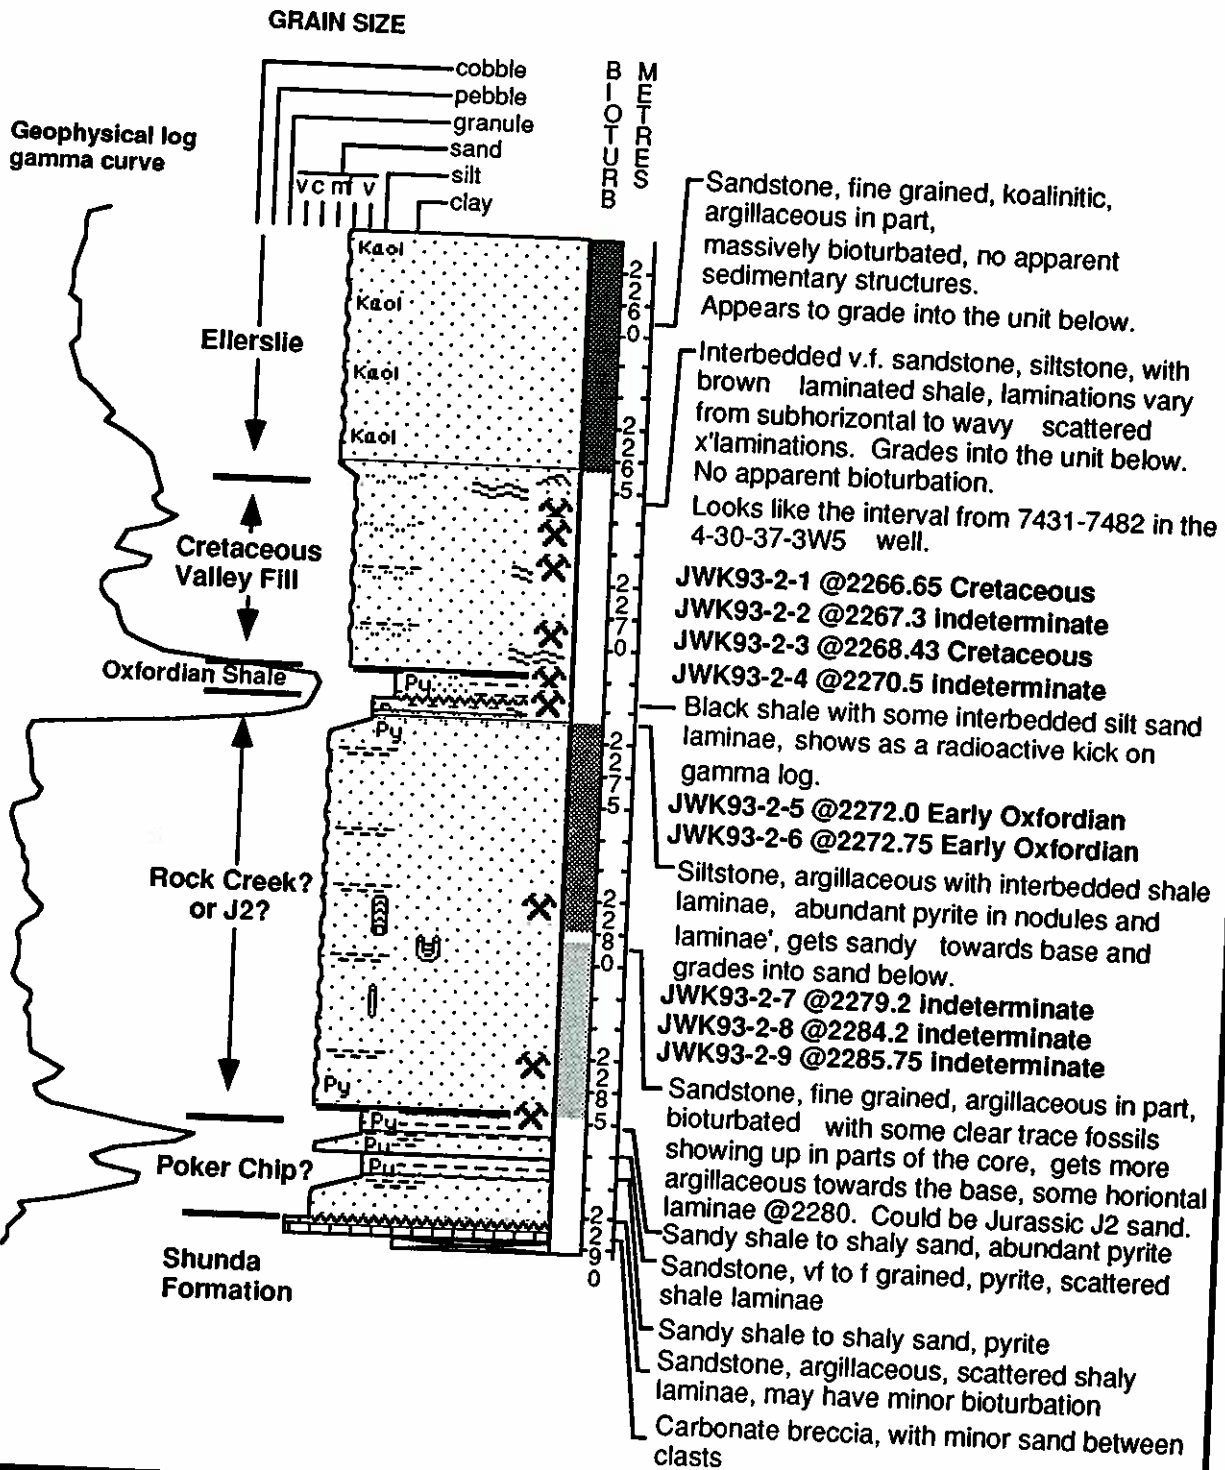 GRAIN SIZE
cobble
pebble
granule
sand
silt
clay
v c m f v
BIOTURB
METRES
Geophysical log
gamma curve
Kaol
Kaol
Kaol
Kaol
Ellerslie
Cretaceous
Valley Fill
Oxfordian Shale
Py
Py
Rock Creek?
or J2?
Py
Py
Py
Py
Poker Chip?
Shunda
Formation
2260
2265
2270
2275
2280
2285
2290
Sandstone, fine grained, koalinitic,
argillaceous in part,
massively bioturbated, no apparent
sedimentary structures.
Appears to grade into the unit below.
Interbedded v.f. sandstone, siltstone, with
brown laminated shale, laminations vary
from subhorizontal to wavy scattered
x'laminations. Grades into the unit below.
No apparent bioturbation.
Looks like the interval from 7431-7482 in the
4-30-37-3W5 well.
JWK93-2-1 @2266.65 Cretaceous
JWK93-2-2 @2267.3 indeterminate
JWK93-2-3 @2268.43 Cretaceous
JWK93-2-4 @2270.5 indeterminate
Black shale with some interbedded silt sand
laminae, shows as a radioactive kick on
gamma log.
JWK93-2-5 @2272.0 Early Oxfordian
JWK93-2-6 @2272.75 Early Oxfordian
Siltstone, argillaceous with interbedded shale
laminae, abundant pyrite in nodules and
laminae', gets sandy towards base and
grades into sand below.
JWK93-2-7 @2279.2 indeterminate
JWK93-2-8 @2284.2 indeterminate
JWK93-2-9 @2285.75 indeterminate
Sandstone, fine grained, argillaceous in part,
bioturbated with some clear trace fossils
showing up in parts of the core, gets more
argillaceous towards the base, some horiontal
laminae @2280. Could be Jurassic J2 sand.
Sandy shale to shaly sand, abundant pyrite
Sandstone, vf to f grained, pyrite, scattered
shale laminae
Sandy shale to shaly sand, pyrite
Sandstone, argillaceous, scattered shaly
laminae, may have minor bioturbation
Carbonate breccia, with minor sand between
clasts